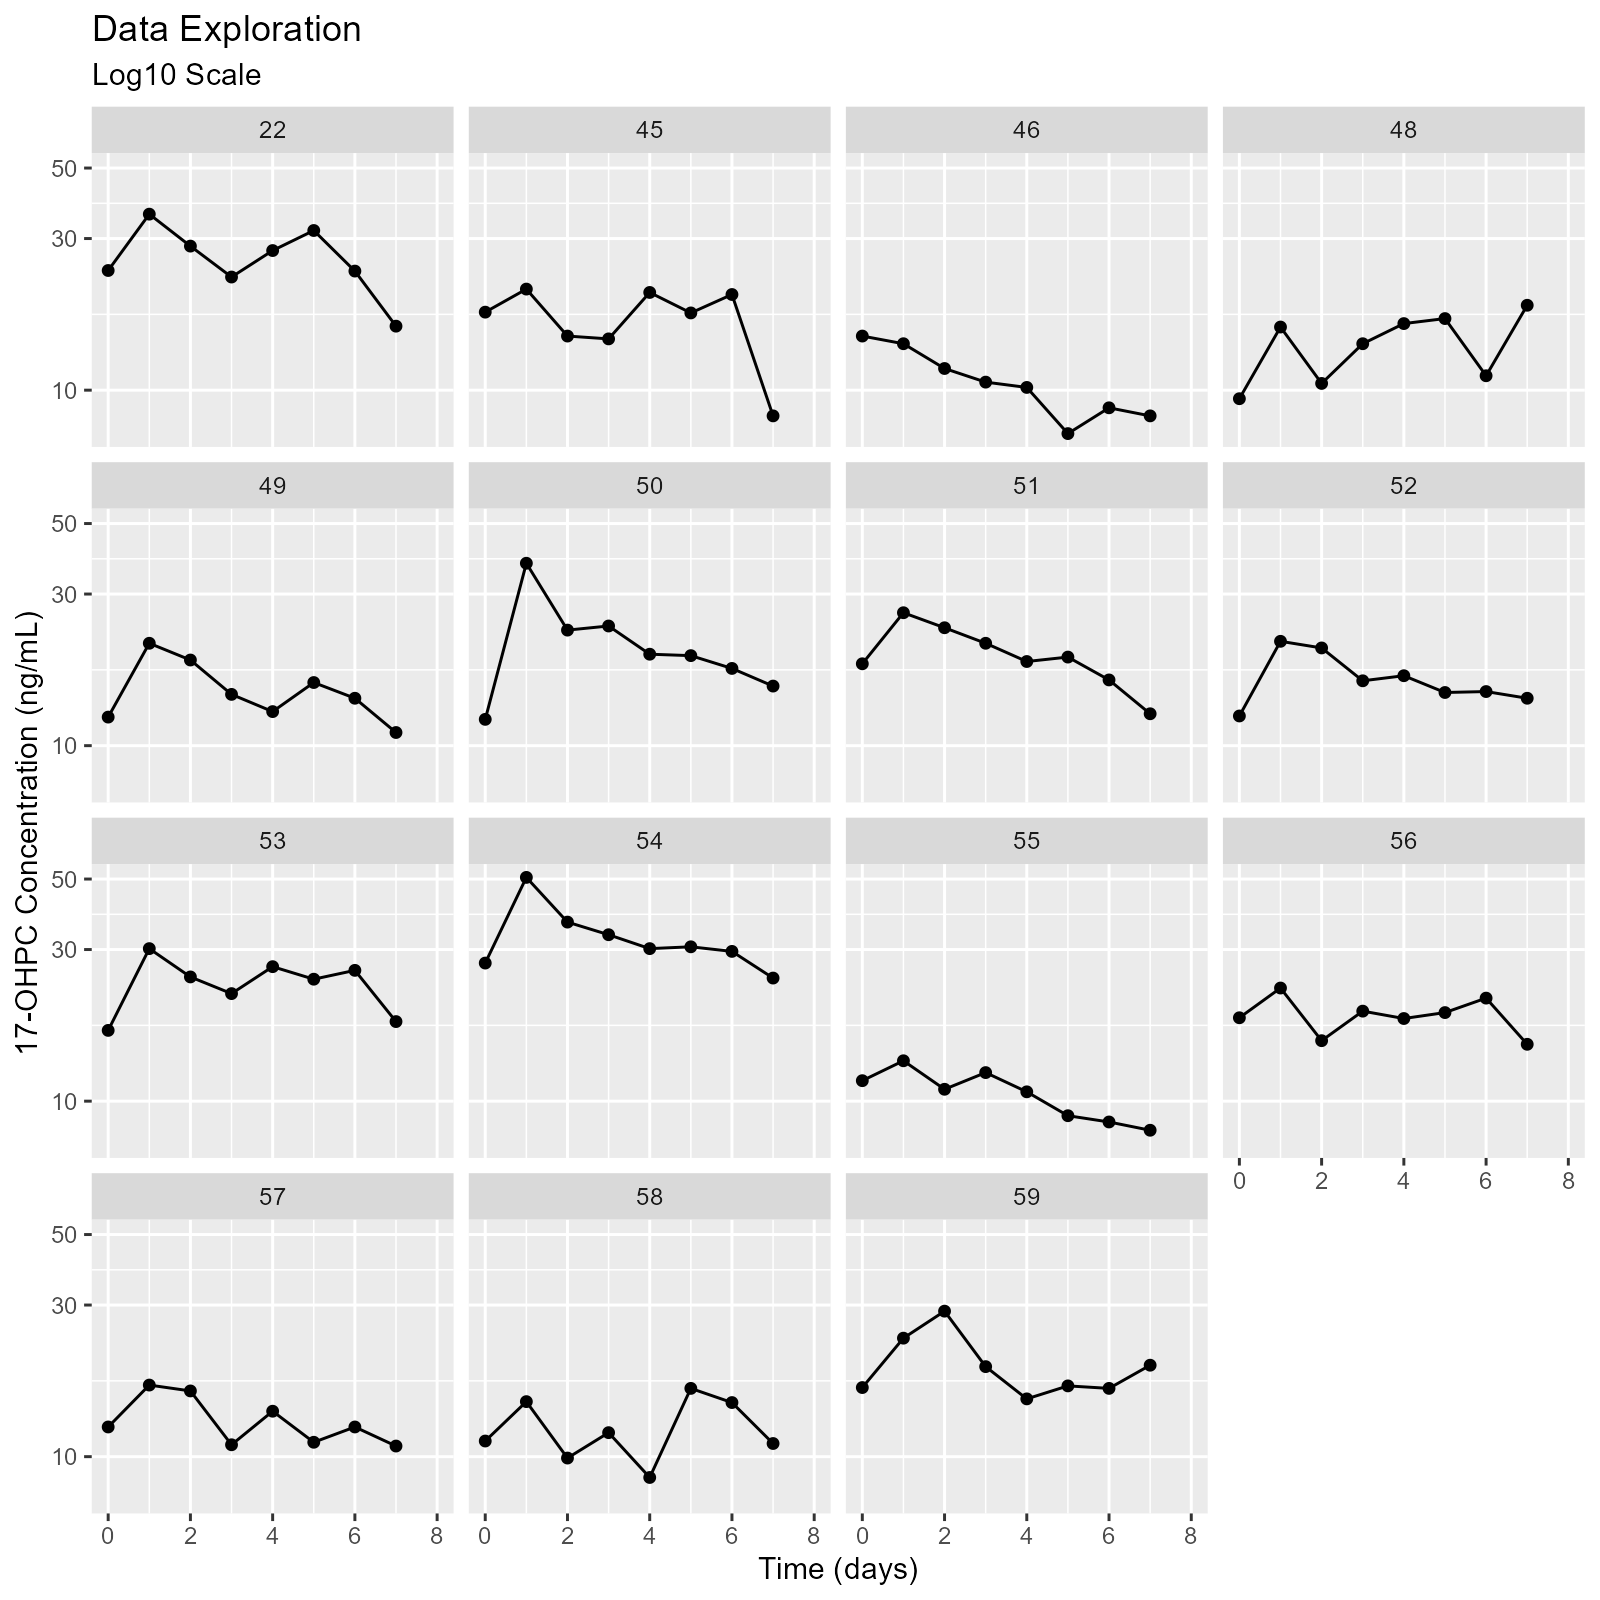 Data Exploration
Log10 Scale
22 45 46 48
50
30
10
49 50 51 52
50
30
10
53 54 55 56
50
30
10
0 2 4 6 8
57 58 59
50
30
10
0 2 4 6 8 0 2 4 6 8 0 2 4 6 8
Time (days)
17-OHPC Concentration (ng/mL)